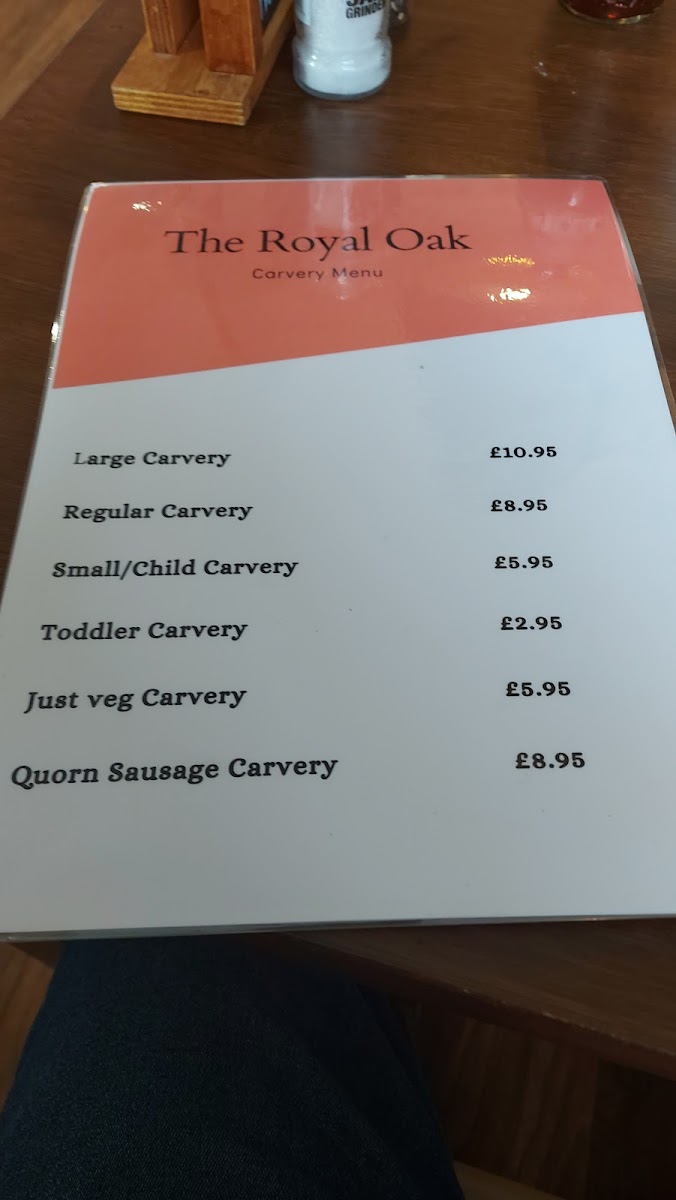 GRINDER
The Royal Oak
Carvery Menu
Large Carvery £10.95
Regular Carvery £8.95
Small/Child Carvery £5.95
Toddler Carvery £2.95
Just veg Carvery £5.95
Quorn Sausage Carvery £8.95